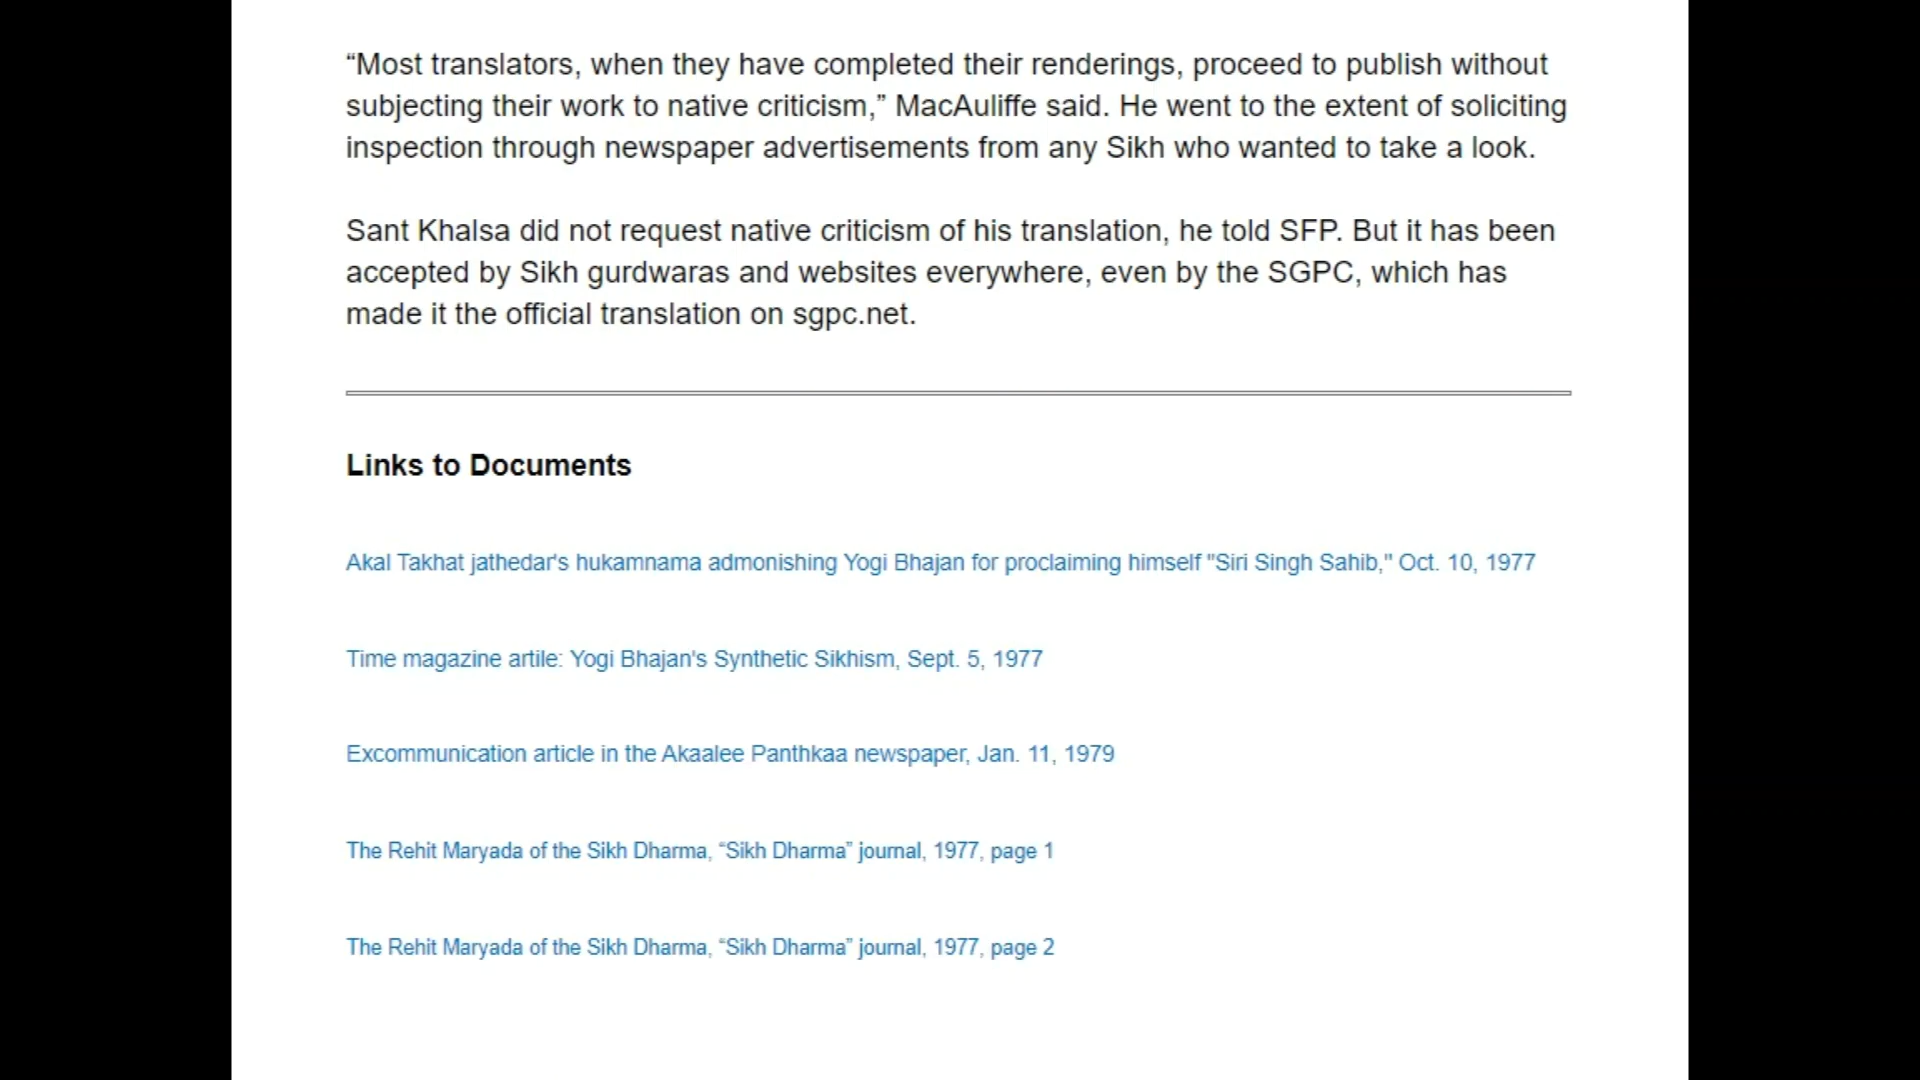 “Most translators, when they have completed their renderings, proceed to publish without
subjecting their work to native criticism,” MacAuliffe said. He went to the extent of soliciting
inspection through newspaper advertisements from any Sikh who wanted to take a look.
Sant Khalsa did not request native criticism of his translation, he told SFP. But it has been
accepted by Sikh gurdwaras and websites everywhere, even by the SGPC, which has
made it the official translation on sgpc.net.
Links to Documents
Akal Takhat jathedar's hukamnama admonishing Yogi Bhajan for proclaiming himself "Siri Singh Sahib," Oct. 10, 1977
Time magazine artile: Yogi Bhajan's Synthetic Sikhism, Sept. 5, 1977
Excommunication article in the Akaalee Panthkaa newspaper, Jan. 11, 1979
The Rehit Maryada of the Sikh Dharma, “Sikh Dharma” journal, 1977, page 1
The Rehit Maryada of the Sikh Dharma, “Sikh Dharma” journal, 1977, page 2